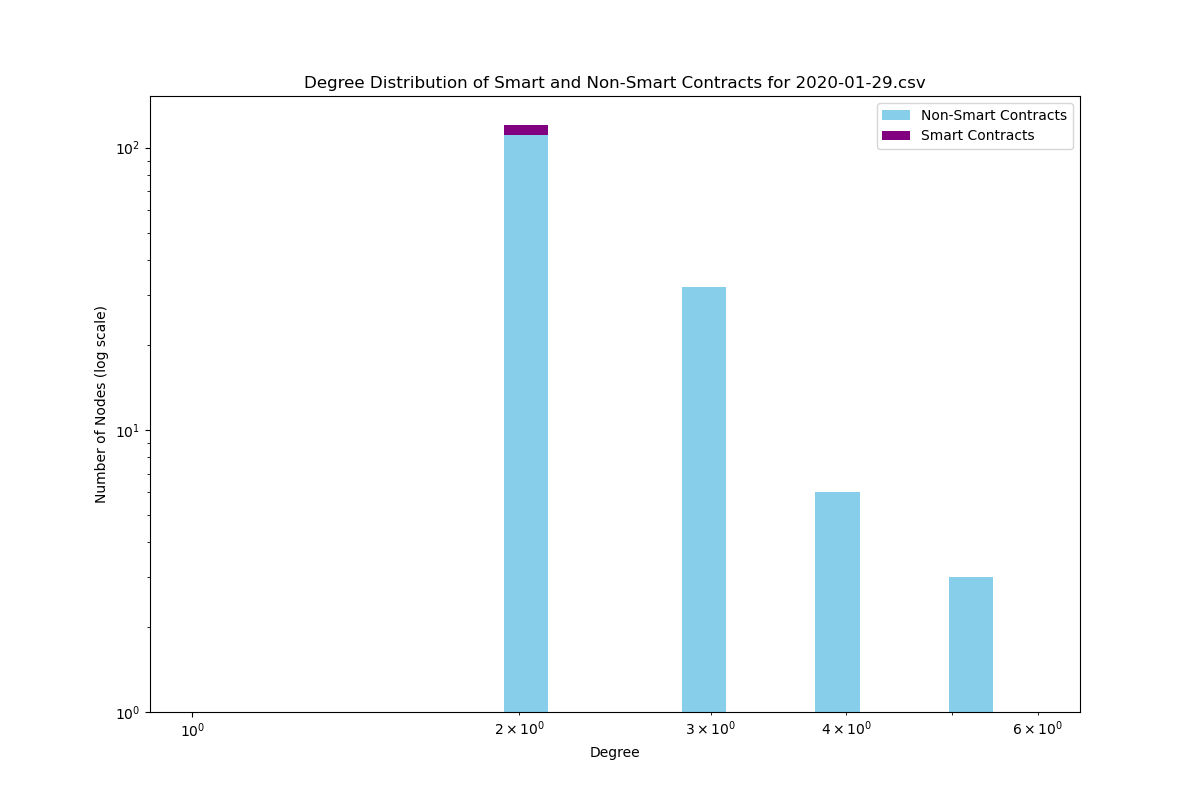 Degree Distribution of Smart and Non-Smart Contracts for 2020-01-29.csv
Non-Smart Contracts
Smart Contracts
Number of Nodes (log scale)
10²
10¹
10⁰
10⁰ 2 × 10⁰ 3 × 10⁰ 4 × 10⁰ 6 × 10⁰
Degree